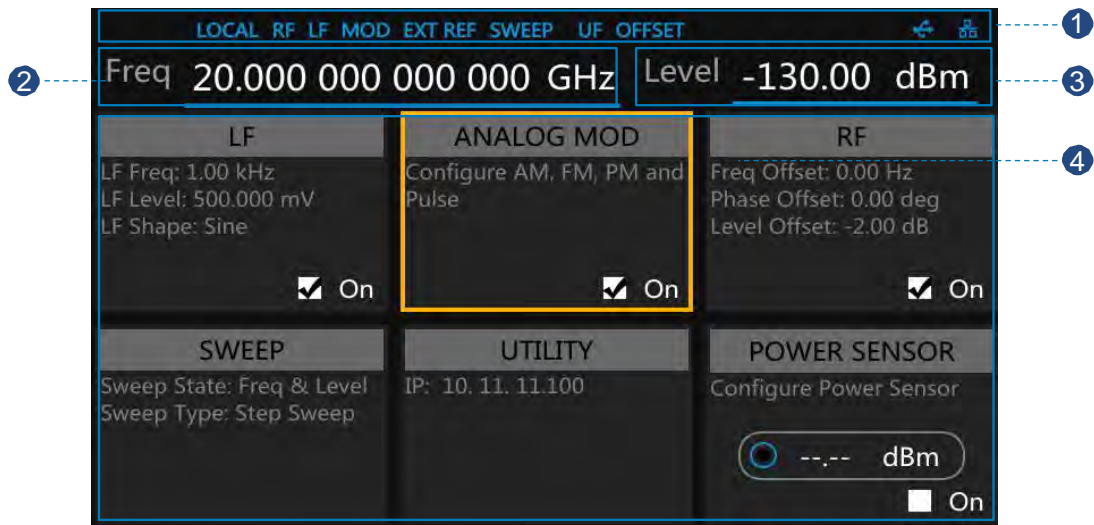 LOCAL RF LF MOD EXT REF SWEEP UF OFFSET
1
2
Freq 20.000 000 000 000 GHz
Level -130.00 dBm
3
LF
LF Freq: 1.00 kHz
LF Level: 500.000 mV
LF Shape: Sine
On
ANALOG MOD
Configure AM, FM, PM and
Pulse
On
RF
Freq Offset: 0.00 Hz
Phase Offset: 0.00 deg
Level Offset: -2.00 dB
On
4
SWEEP
Sweep State: Freq & Level
Sweep Type: Step Sweep
UTILITY
IP: 10. 11. 11.100
POWER SENSOR
Configure Power Sensor
--.-- dBm
On